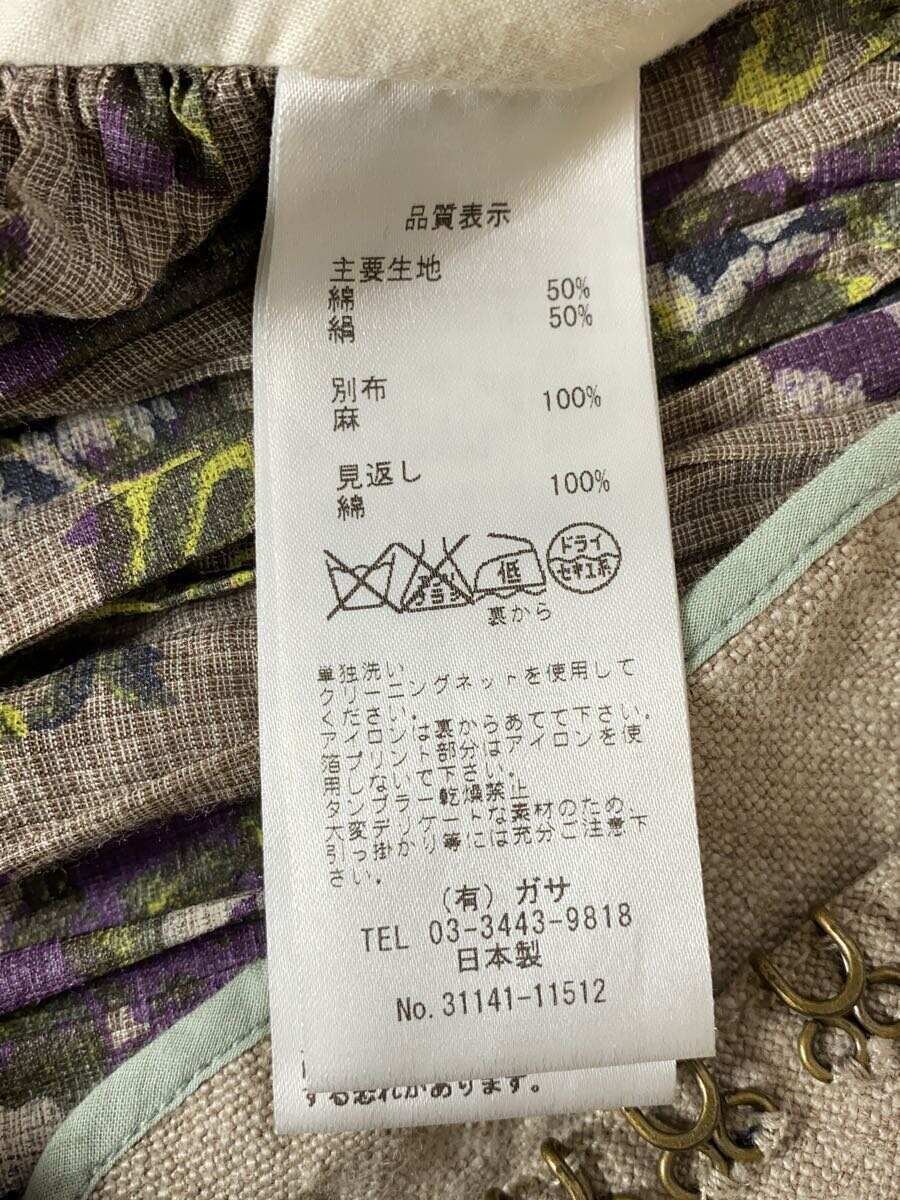 品質表示
主要生地
綿 50%
絹 50%
別布
麻 100%
見返し
綿 100%
エンソサラシ
低
ドライ
セキユ系
裏から
単独洗い
クリーニングネットを使用して
ください。
アイロンは裏からあてて下さい。
箔プリント部分はアイロンを使
用しないで下さい。
タンブラー乾燥禁止
大変デリケートな素材のため、
引っ掛かり等には充分ご注意下
さい。
(有) ガサ
TEL 03-3443-9818
日本製
No. 31141-11512
する恐れがあります。